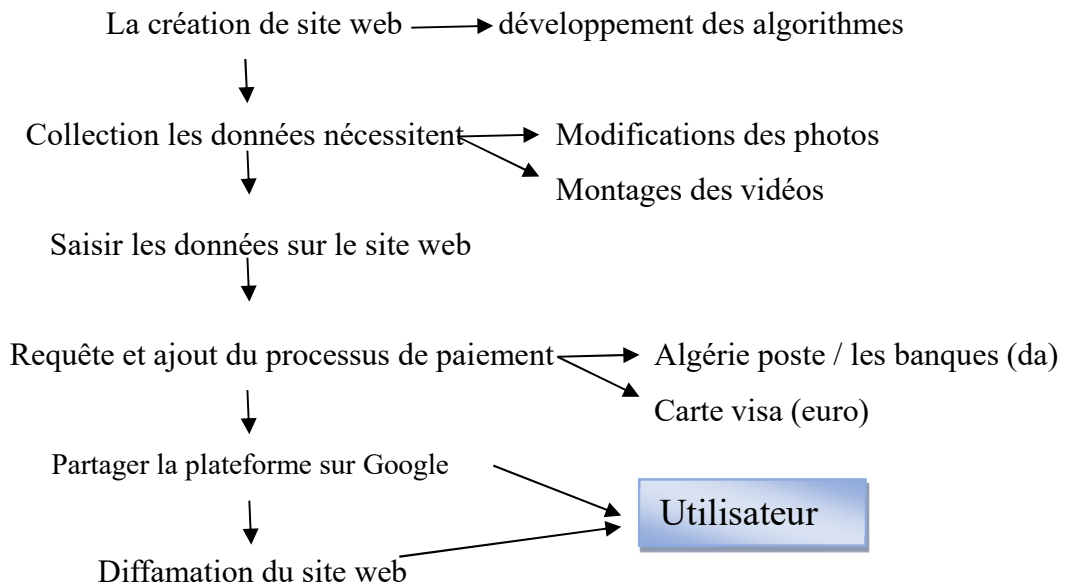 La création de site web
développement des algorithmes
Collection les données nécessitent
Modifications des photos
Montages des vidéos
Saisir les données sur le site web
Requête et ajout du processus de paiement
Algérie poste / les banques (da)
Carte visa (euro)
Partager la plateforme sur Google
Utilisateur
Diffamation du site web